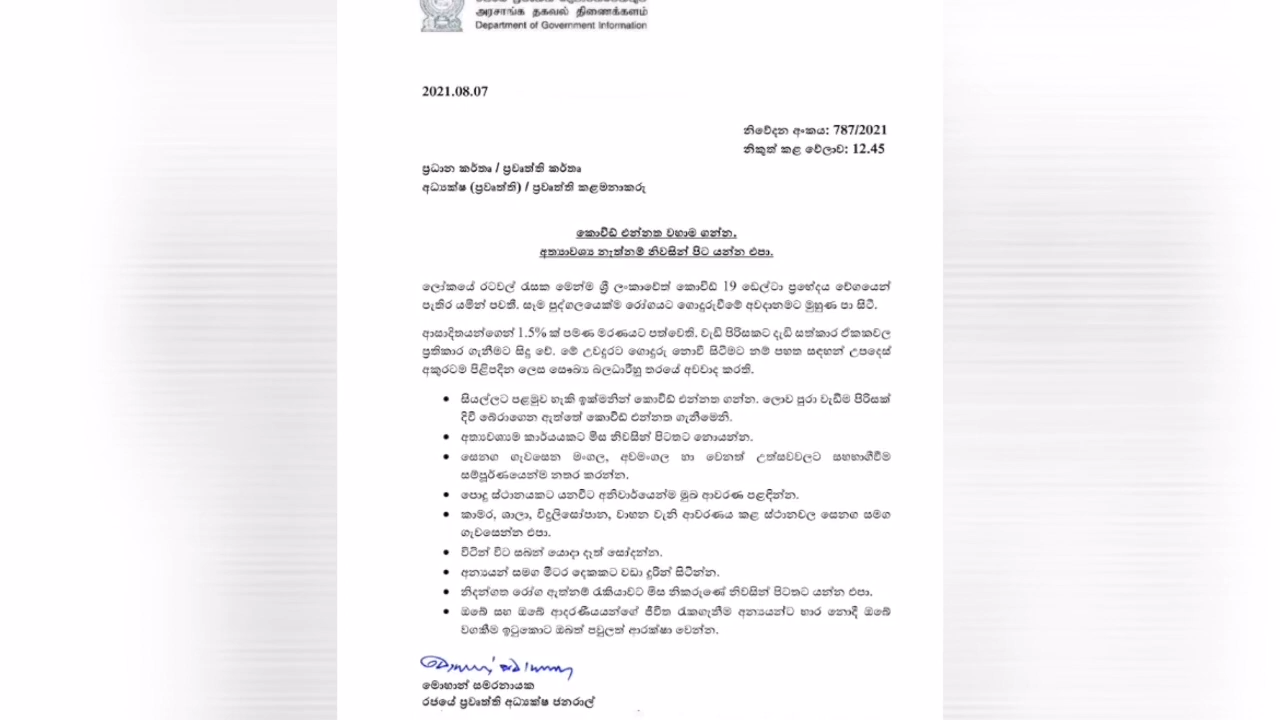 அரசாங்க தகவல் திணைக்களம்
Department of Government Information
2021.08.07
නිවේදන අංකය: 787/2021
නිකුත් කළ වේලාව: 12.45
ප්‍රධාන කර්තෘ / ප්‍රවෘත්ති කර්තෘ
අධ්‍යක්ෂ (ප්‍රවෘත්ති) / ප්‍රවෘත්ති කළමනාකරු
කොවිඩ් එන්නත වහාම ගන්න.
අත්‍යාවශ්‍ය නැත්නම් නිවසින් පිට යන්න එපා.
ලෝකයේ රටවල් රැසක මෙන්ම ශ්‍රී ලංකාවේත් කොවිඩ් 19 ඩෙල්ටා ප්‍රභේදය වේගයෙන්
පැතිර යමින් පවතී. සෑම පුද්ගලයෙක්ම රෝගයට ගොදුරුවීමේ අවදානමට මුහුණ පා සිටී.
ආසාදිතයන්ගෙන් 1.5% ක් පමණ මරණයට පත්වෙති. වැඩි පිරිසකට දැඩි සත්කාර ඒකකවල
ප්‍රතිකාර ගැනීමට සිදු වේ. මේ උවදුරට ගොදුරු නොවී සිටීමට නම් පහත සඳහන් උපදෙස්
අකුරටම පිළිපදින ලෙස සෞඛ්‍ය බලධාරීහු තරයේ අවවාද කරති.
• සියල්ලට පළමුව හැකි ඉක්මනින් කොවිඩ් එන්නත ගන්න. ලොව පුරා වැඩිම පිරිසක්
දිවි බේරාගෙන ඇත්තේ කොවිඩ් එන්නත ගැනීමෙනි.
• අත්‍යවශ්‍යම කාර්යයකට මිස නිවසින් පිටතට නොයන්න.
• සෙනග ගැවසෙන මංගල, අවමංගල හා වෙනත් උත්සවවලට සහභාගීවීම
සම්පූර්ණයෙන්ම නතර කරන්න.
• පොදු ස්ථානයකට යනවිට අනිවාර්යෙන්ම මුඛ ආවරණ පළඳින්න.
• කාමර, ශාලා, විදුලිසෝපාන, වාහන වැනි ආවරණය කළ ස්ථානවල සෙනග සමග
ගැවසෙන්න එපා.
• විටින් විට සබන් යොදා දෑත් සෝදන්න.
• අන්‍යයන් සමග මීටර දෙකකට වඩා දුරින් සිටින්න.
• නිදන්ගත රෝග ඇත්නම් රැකියාවට මිස නිකරුණේ නිවසින් පිටතට යන්න එපා.
• ඔබේ සහ ඔබේ ආදරණීයයන්ගේ ජීවිත රැකගැනීම අන්‍යයන්ට භාර නොදී ඔබේ
වගකීම ඉටුකොට ඔබත් පවුලත් ආරක්ෂා වෙන්න.
මොහාන් සමරනායක
රජයේ ප්‍රවෘත්ති අධ්‍යක්ෂ ජනරාල්